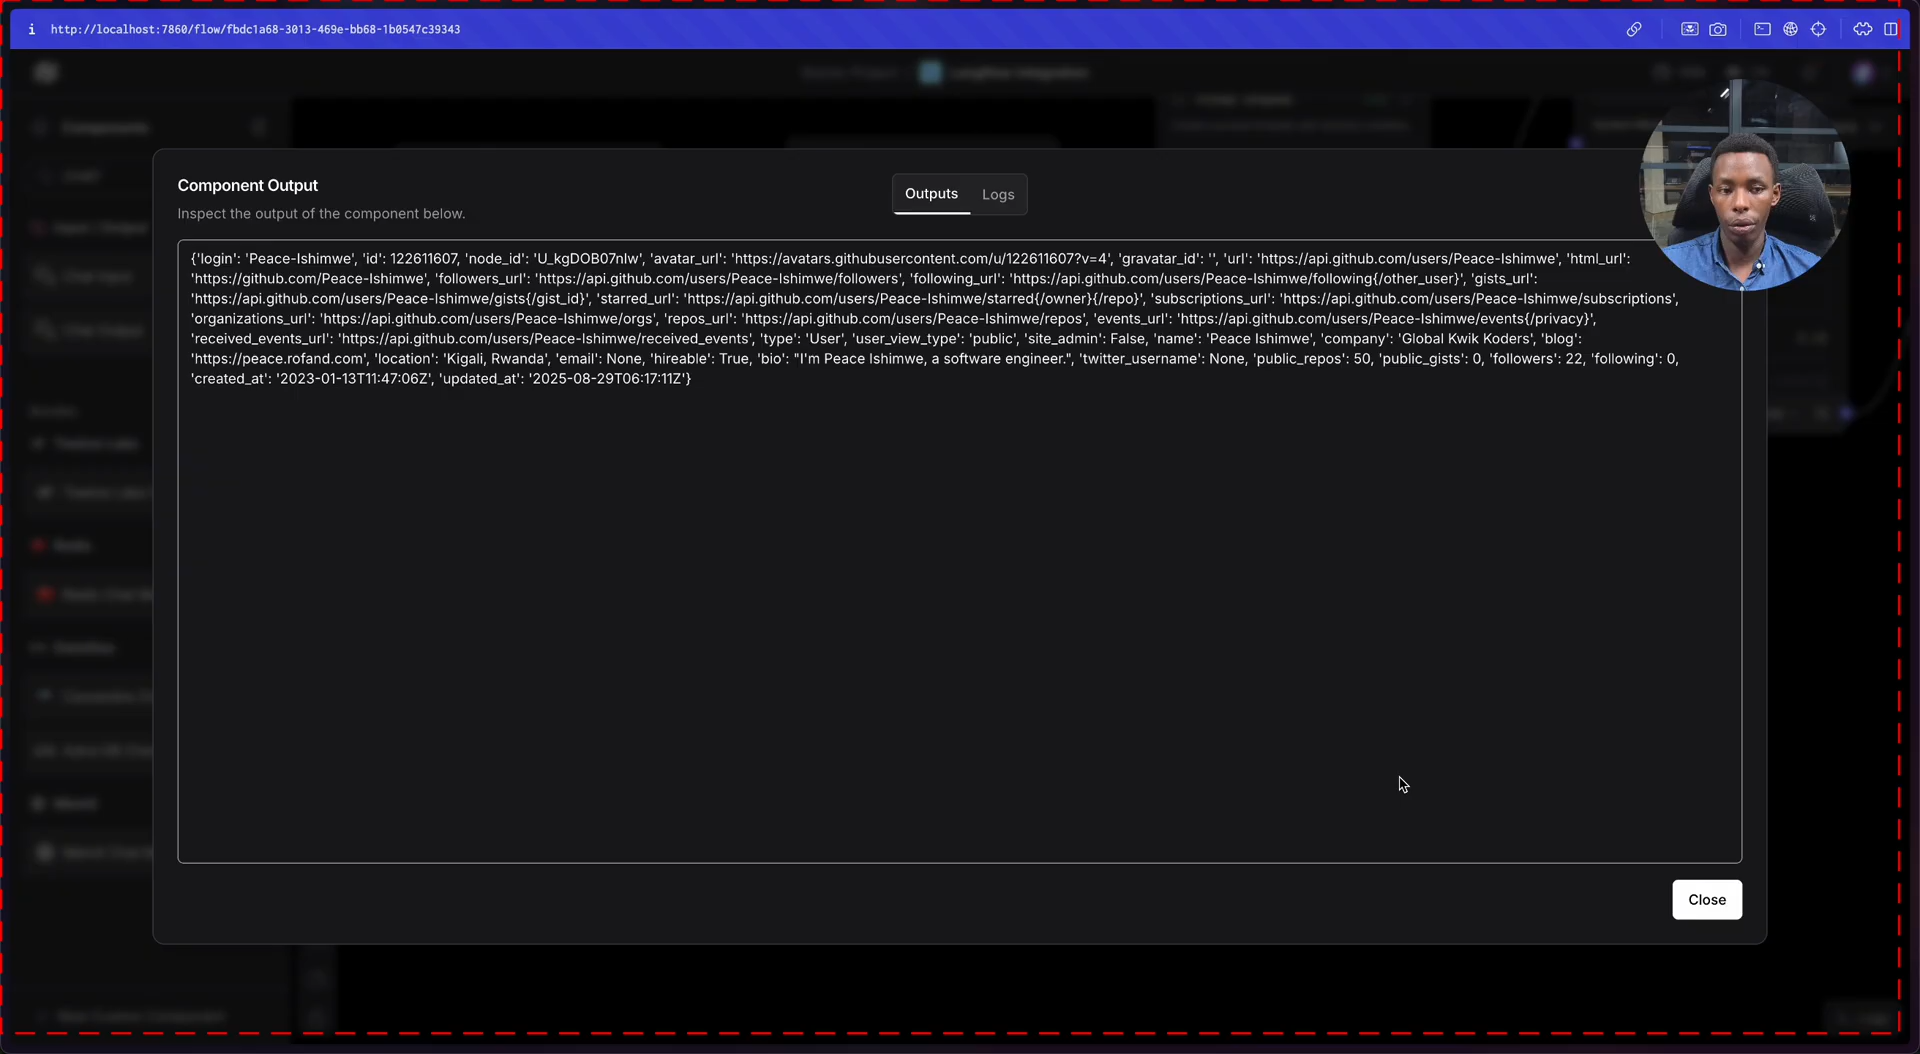 http://localhost:7860/flow/fbdc1a68-3013-469e-bb68-1b0547c39343
Langflow Integration
Components
Input / Output
Chat Input
Chat Output
Component Output
Outputs
Logs
Inspect the output of the component below.
{'login': 'Peace-Ishimwe', 'id': 122611607, 'node_id': 'U_kgDOB07nlw', 'avatar_url': 'https://avatars.githubusercontent.com/u/122611607?v=4', 'gravatar_id': '', 'url': 'https://api.github.com/users/Peace-Ishimwe', 'html_url':
'https://github.com/Peace-Ishimwe', 'followers_url': 'https://api.github.com/users/Peace-Ishimwe/followers', 'following_url': 'https://api.github.com/users/Peace-Ishimwe/following{/other_user}', 'gists_url':
'https://api.github.com/users/Peace-Ishimwe/gists{/gist_id}', 'starred_url': 'https://api.github.com/users/Peace-Ishimwe/starred{/owner}{/repo}', 'subscriptions_url': 'https://api.github.com/users/Peace-Ishimwe/subscriptions',
'organizations_url': 'https://api.github.com/users/Peace-Ishimwe/orgs', 'repos_url': 'https://api.github.com/users/Peace-Ishimwe/repos', 'events_url': 'https://api.github.com/users/Peace-Ishimwe/events{/privacy}',
'received_events_url': 'https://api.github.com/users/Peace-Ishimwe/received_events', 'type': 'User', 'user_view_type': 'public', 'site_admin': False, 'name': 'Peace Ishimwe', 'company': 'Global Kwik Koders', 'blog':
'https://peace.rofand.com', 'location': 'Kigali, Rwanda', 'email': None, 'hireable': True, 'bio': "I'm Peace Ishimwe, a software engineer.", 'twitter_username': None, 'public_repos': 50, 'public_gists': 0, 'followers': 22, 'following': 0,
'created_at': '2023-01-13T11:47:06Z', 'updated_at': '2025-08-29T06:17:11Z'}
Close